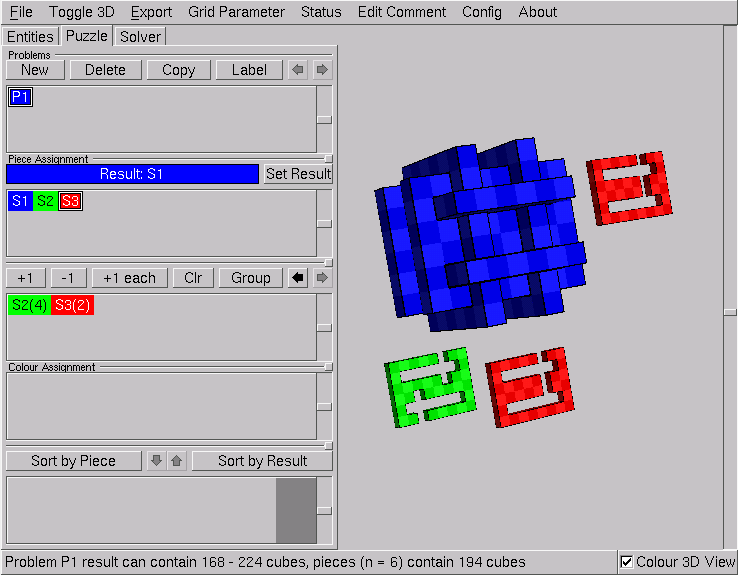 File Toggle 3D Export Grid Parameter Status Edit Comment Config About
Entities Puzzle Solver
Problems
New Delete Copy Label
P1
Piece Assignment
Result: S1 Set Result
S1 S2 S3
+1 -1 +1 each Clr Group
S2(4) S3(2)
Colour Assignment
Sort by Piece Sort by Result
Problem P1 result can contain 168 - 224 cubes, pieces (n = 6) contain 194 cubes Colour 3D View